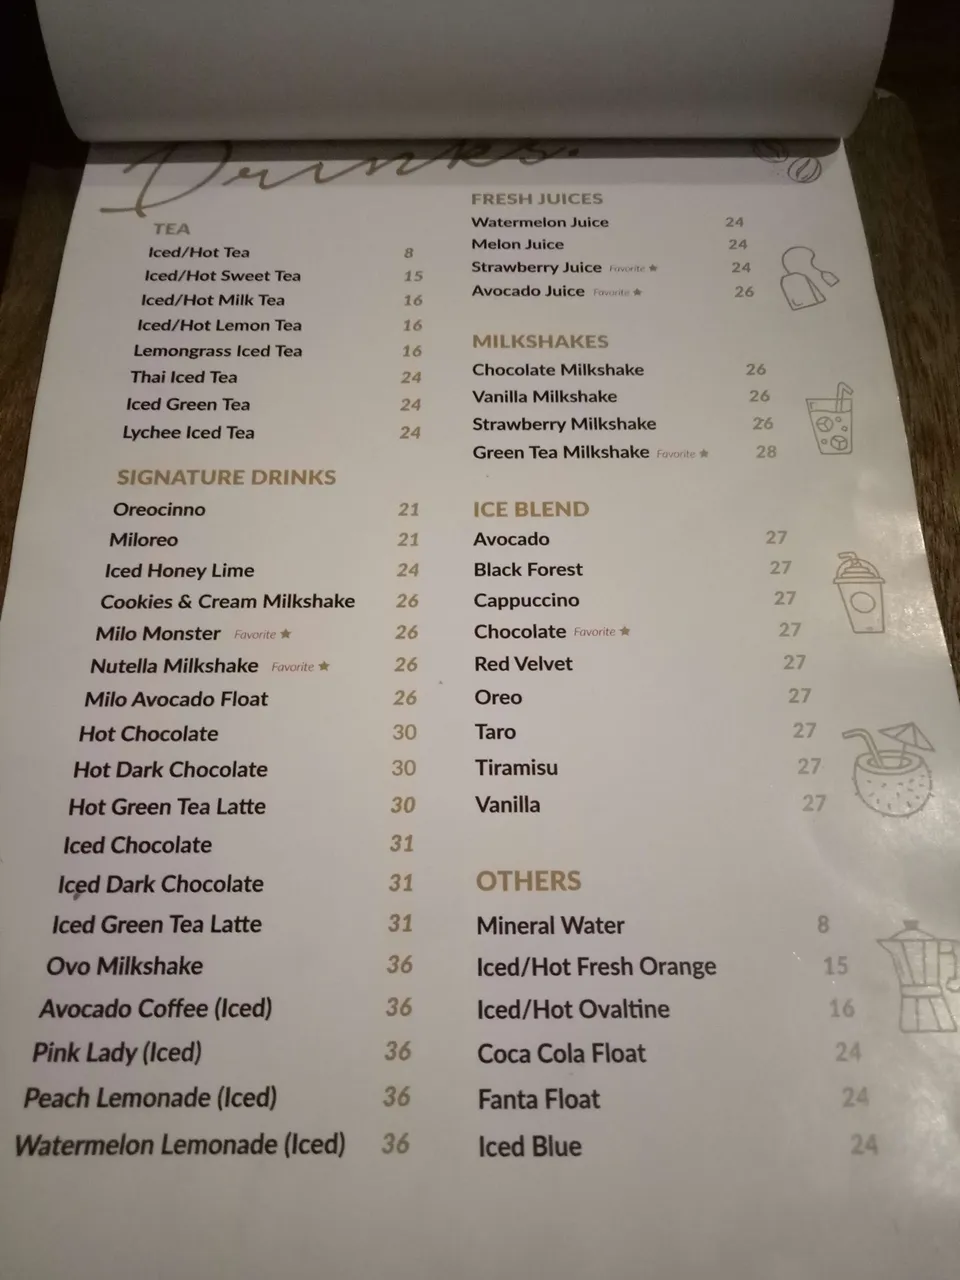 Drinks.
TEA
Iced/Hot Tea 8
Iced/Hot Sweet Tea 15
Iced/Hot Milk Tea 16
Iced/Hot Lemon Tea 16
Lemongrass Iced Tea 16
Thai Iced Tea 24
Iced Green Tea 24
Lychee Iced Tea 24
SIGNATURE DRINKS
Oreocinno 21
Miloreo 21
Iced Honey Lime 24
Cookies & Cream Milkshake 26
Milo Monster Favorite ★ 26
Nutella Milkshake Favorite ★ 26
Milo Avocado Float 26
Hot Chocolate 30
Hot Dark Chocolate 30
Hot Green Tea Latte 30
Iced Chocolate 31
Iced Dark Chocolate 31
Iced Green Tea Latte 31
Ovo Milkshake 36
Avocado Coffee (Iced) 36
Pink Lady (Iced) 36
Peach Lemonade (Iced) 36
Watermelon Lemonade (Iced) 36
FRESH JUICES
Watermelon Juice 24
Melon Juice 24
Strawberry Juice Favorite ★ 24
Avocado Juice Favorite ★ 26
MILKSHAKES
Chocolate Milkshake 26
Vanilla Milkshake 26
Strawberry Milkshake 26
Green Tea Milkshake Favorite ★ 28
ICE BLEND
Avocado 27
Black Forest 27
Cappuccino 27
Chocolate Favorite ★ 27
Red Velvet 27
Oreo 27
Taro 27
Tiramisu 27
Vanilla 27
OTHERS
Mineral Water 8
Iced/Hot Fresh Orange 15
Iced/Hot Ovaltine 16
Coca Cola Float 24
Fanta Float 24
Iced Blue 24